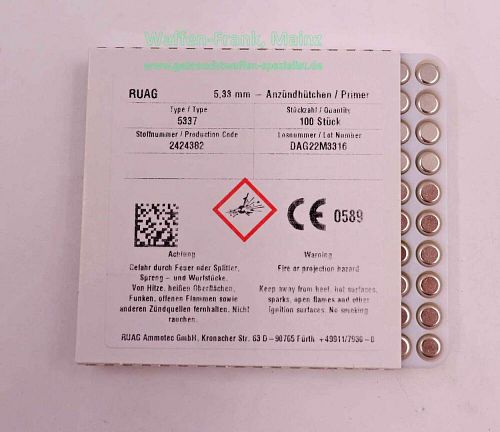 Waffen-Frank, Mainz
www.gebrauchtwaffen-spezialist.de
RUAG 5,33 mm – Anzündhütchen / Primer
Type / Type Stückzahl / Quantity
5337 100 Stück
Stoffnummer / Production Code Losnummer / Lot Number
2424382 DAG22M3316
CE 0589
Achtung
Gefahr durch Feuer oder Splitter,
Spreng – und Wurfstücke.
Von Hitze, heißen Oberflächen,
Funken, offenen Flammen sowie
anderen Zündquellen fernhalten. Nicht
rauchen.
Warning
Fire or projection hazard
Keep away from heet, hot surfaces,
sparks, open flames and other
ignition surfaces. No smoking
RUAG Ammotec GmbH, Kronacher Str. 63 D – 90765 Fürth +49911/7930 – 0